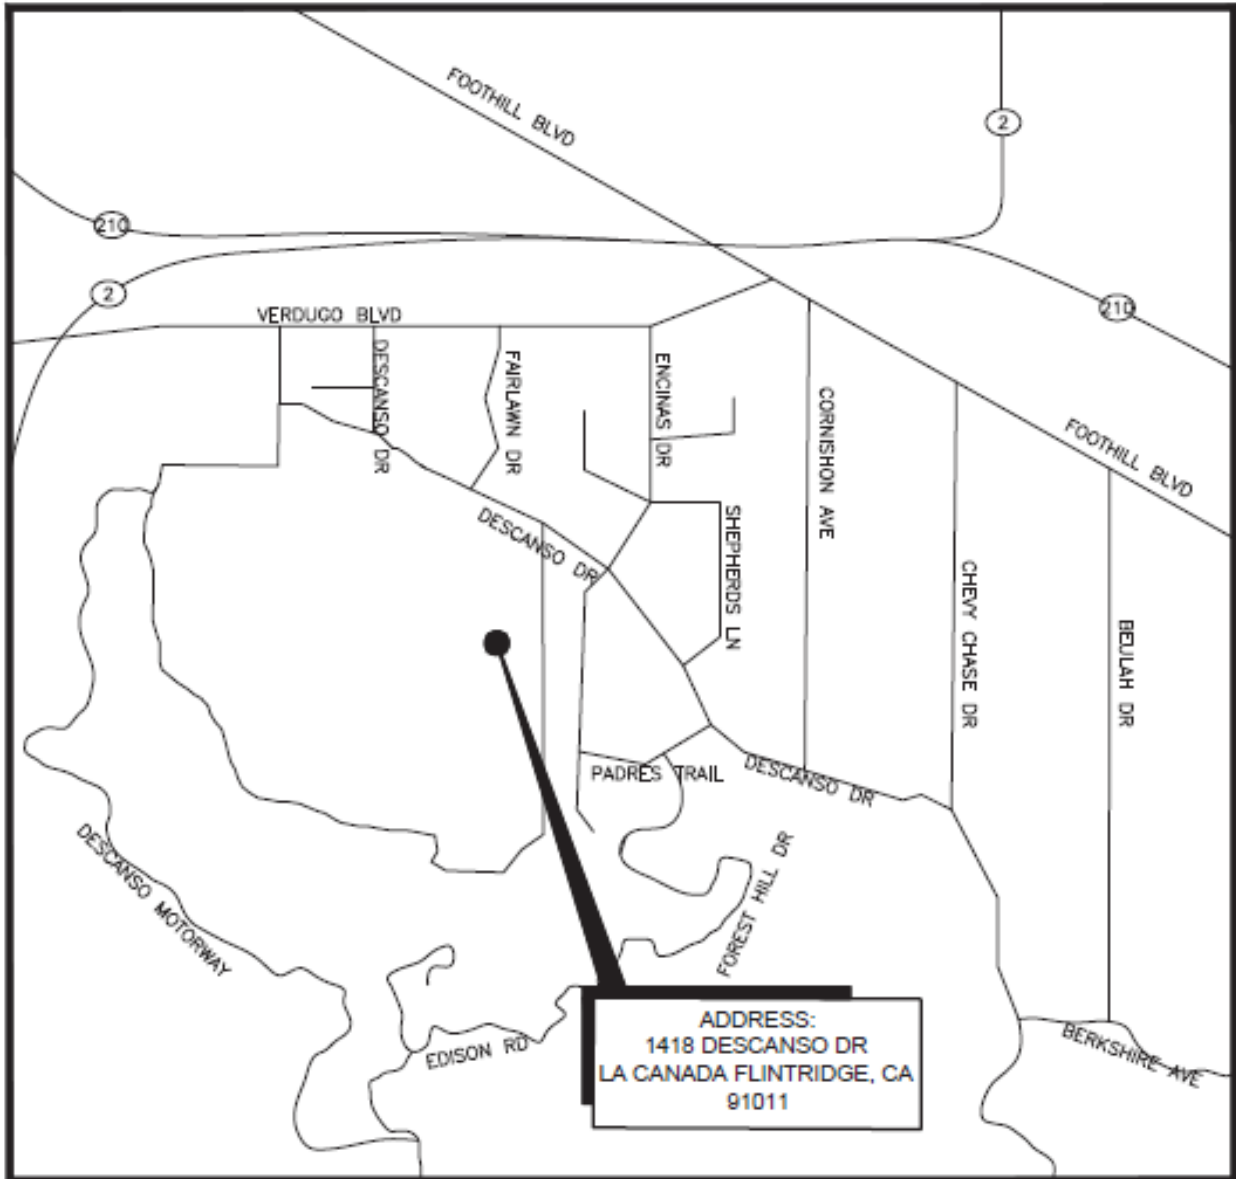 FOOTHILL BLVD
2
210
2
210
VERDUGO BLVD
DESCANSO DR
FAIRLAWN DR
ENCINAS DR
CORNISHON AVE
FOOTHILL BLVD
DESCANSO DR
SHEPHERDS LN
CHEVY CHASE DR
BEULAH DR
PADRES TRAIL
DESCANSO DR
DESCANSO MOTORWAY
FOREST HILL DR
EDISON RD
BERKSHIRE AVE
ADDRESS:
1418 DESCANSO DR
LA CANADA FLINTRIDGE, CA
91011